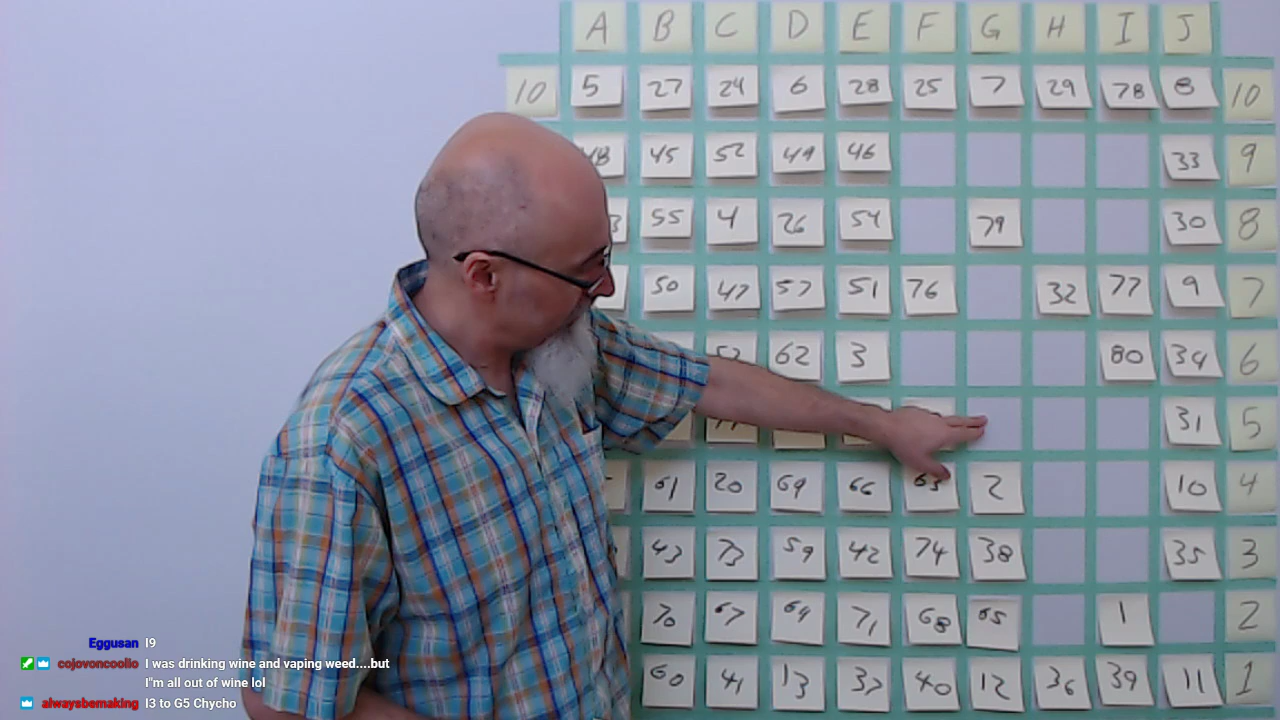 A B C D E F G H I J
10 5 27 24 6 28 25 7 29 78 8 10
48 45 52 49 46 33 9
55 4 26 54 79 30 8
50 47 57 51 76 32 77 9 7
62 3 80 34 6
31 5
61 20 69 66 63 2 10 4
43 73 59 42 74 38 35 3
70 67 64 71 68 65 1 2
60 41 13 37 40 12 36 39 11 1
Eggusan I9
cojovoncoolio I was drinking wine and vaping weed....but
I"m all out of wine lol
alwaysbemaking I3 to G5 Chycho